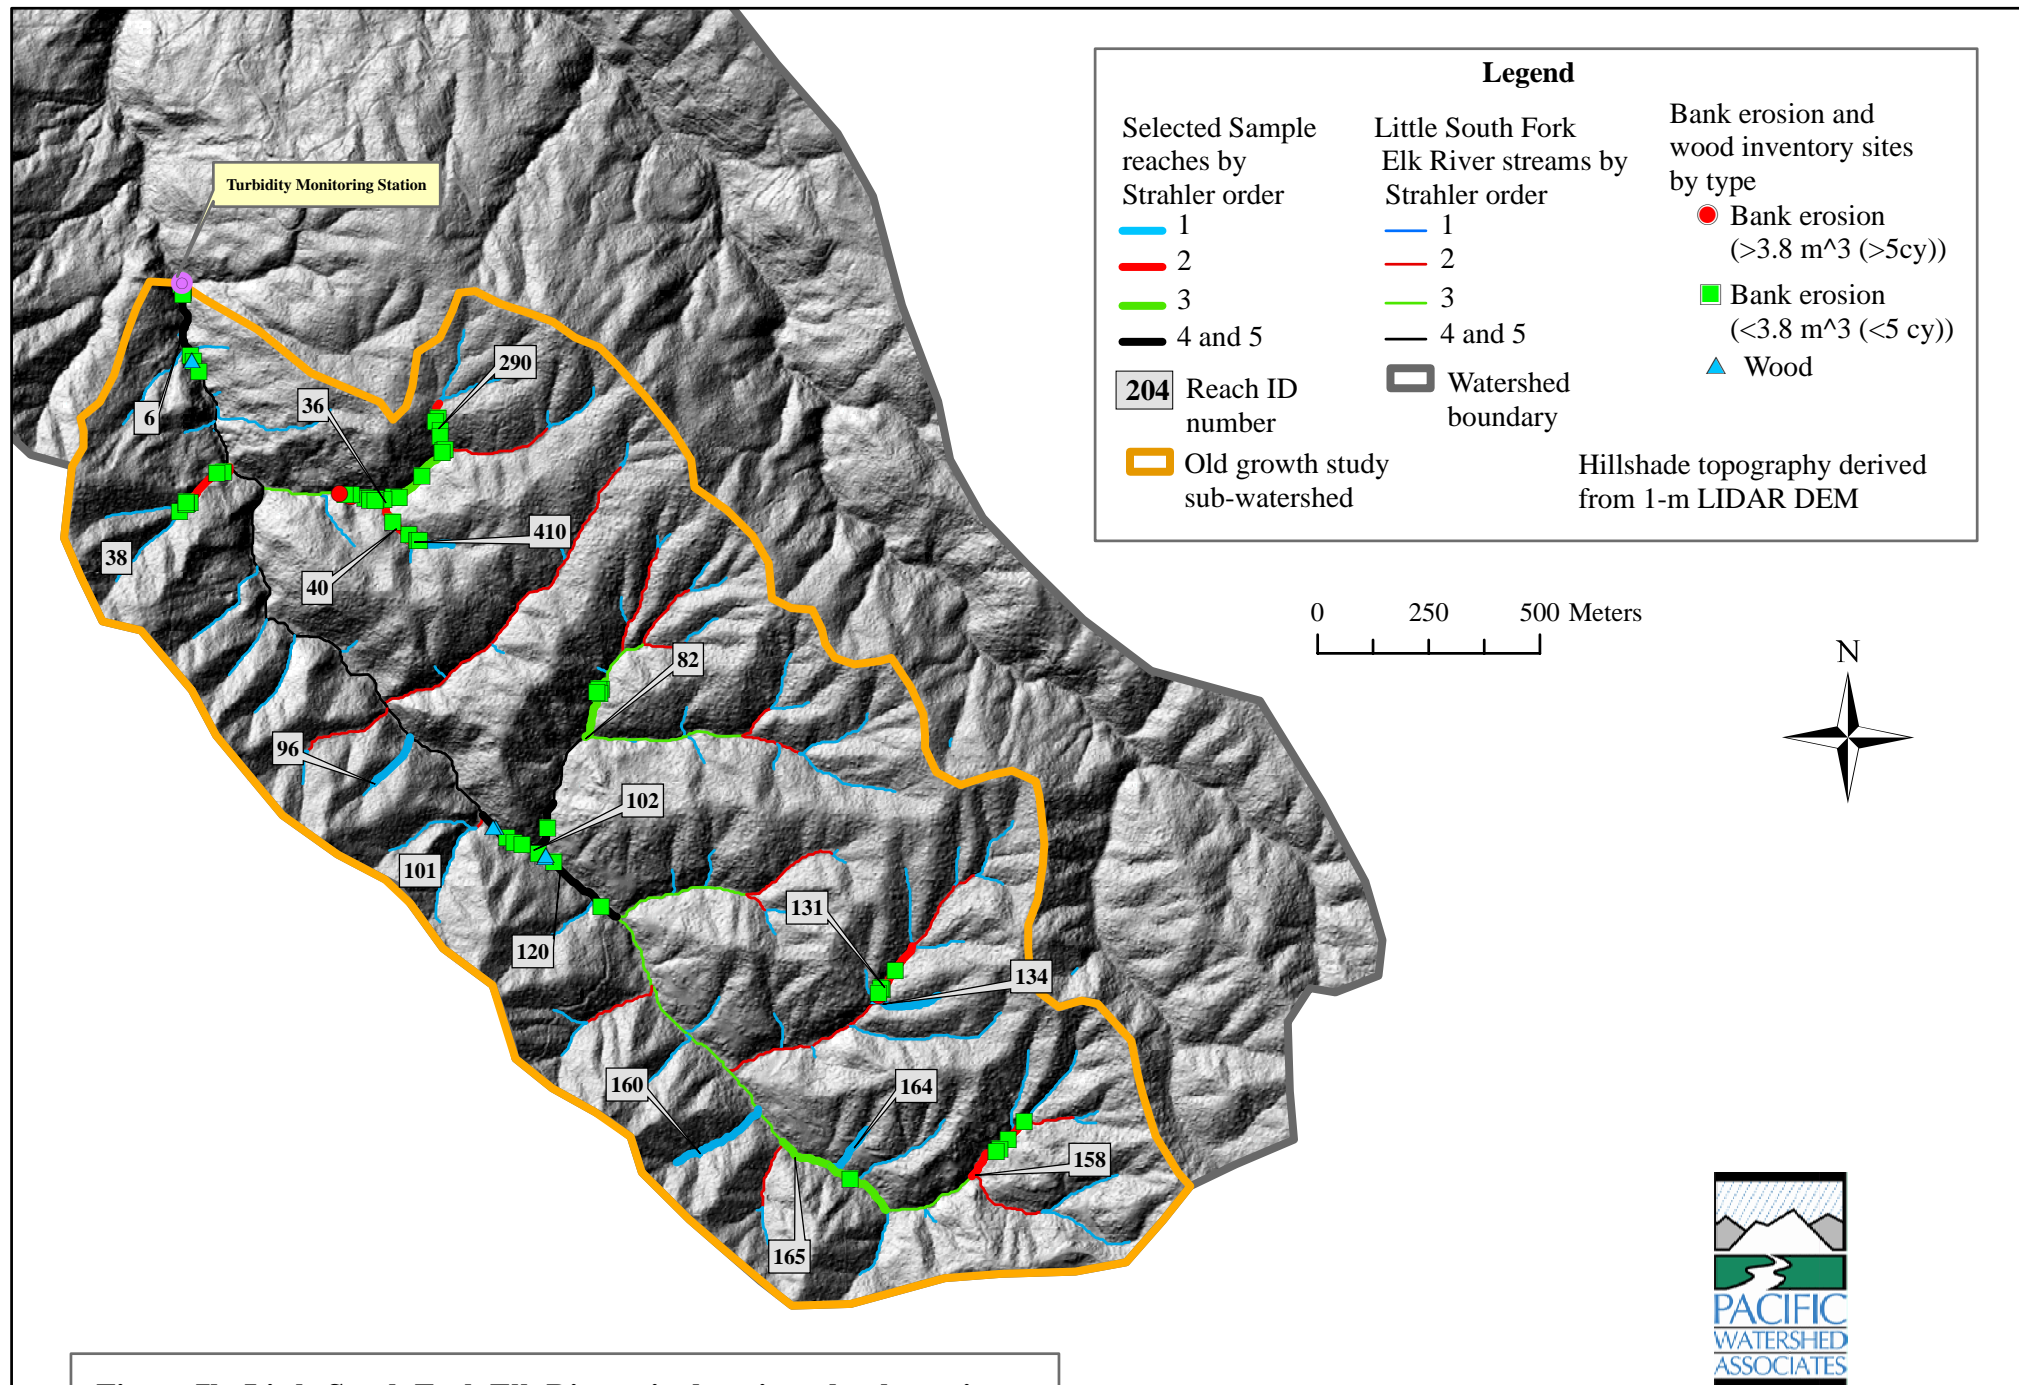 Turbidity Monitoring Station
290
36
6
38
40
410
82
96
102
101
120
131
134
160
164
158
165
Legend
Selected Sample
reaches by
Strahler order
1
2
3
4 and 5
204 Reach ID
number
Old growth study
sub-watershed
Little South Fork
Elk River streams by
Strahler order
1
2
3
4 and 5
Watershed
boundary
Bank erosion and
wood inventory sites
by type
Bank erosion
(>3.8 m^3 (>5cy))
Bank erosion
(<3.8 m^3 (<5 cy))
Wood
Hillshade topography derived
from 1-m LIDAR DEM
0 250 500 Meters
N
PACIFIC
WATERSHED
ASSOCIATES